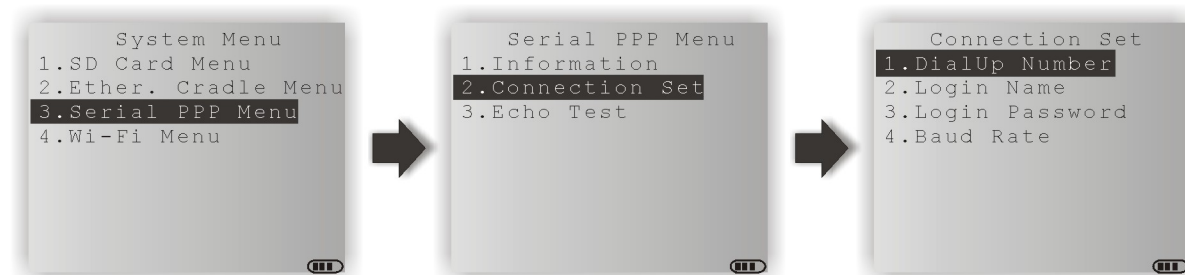 System Menu
1.SD Card Menu
2.Ether. Cradle Menu
3.Serial PPP Menu
4.Wi-Fi Menu
Serial PPP Menu
1.Information
2.Connection Set
3.Echo Test
Connection Set
1.DialUp Number
2.Login Name
3.Login Password
4.Baud Rate